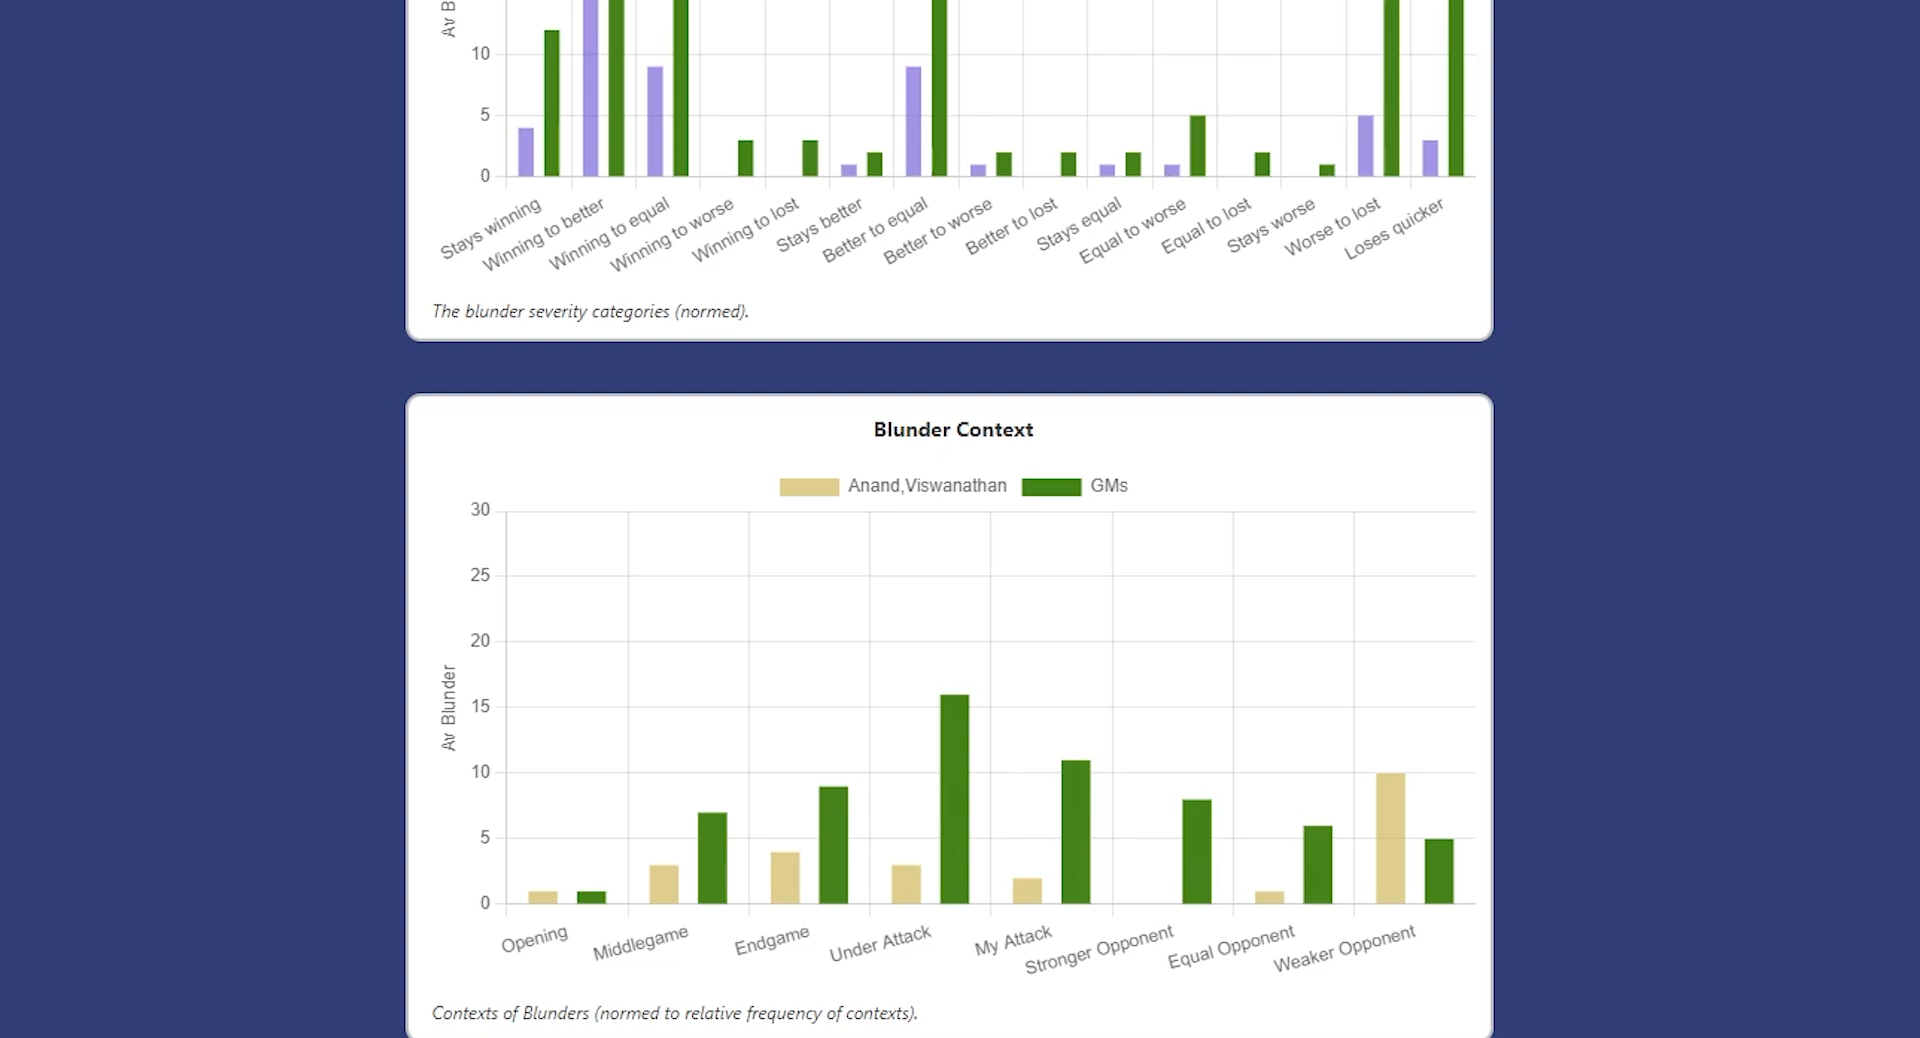 Av B
10
5
0
Stays winning
Winning to better
Winning to equal
Winning to worse
Winning to lost
Stays better
Better to equal
Better to worse
Better to lost
Stays equal
Equal to worse
Equal to lost
Stays worse
Worse to lost
Loses quicker
The blunder severity categories (normed).
Blunder Context
Anand,Viswanathan GMs
30
25
20
15
10
5
0
Av Blunder
Opening
Middlegame
Endgame
Under Attack
My Attack
Stronger Opponent
Equal Opponent
Weaker Opponent
Contexts of Blunders (normed to relative frequency of contexts).